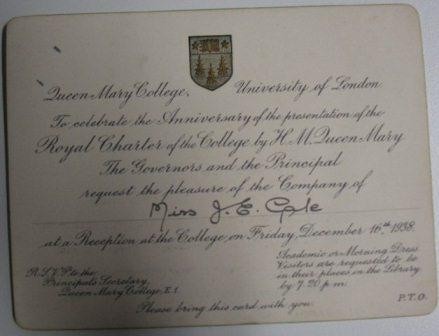 Queen Mary College, University of London
To celebrate the Anniversary of the presentation of the
Royal Charter of the College by H.M. Queen Mary
The Governors and the Principal
request the pleasure of the Company of
Miss J. E. Cole
at a Reception at the College, on Friday, December 16th 1938.
R.S.V.P. to the
Principal's Secretary,
Queen Mary College, E.1.
Academic or Morning Dress
Visitors are requested to be
in their places in the Library
by 7.20 p.m.
Please bring this card with you.
P.T.O.